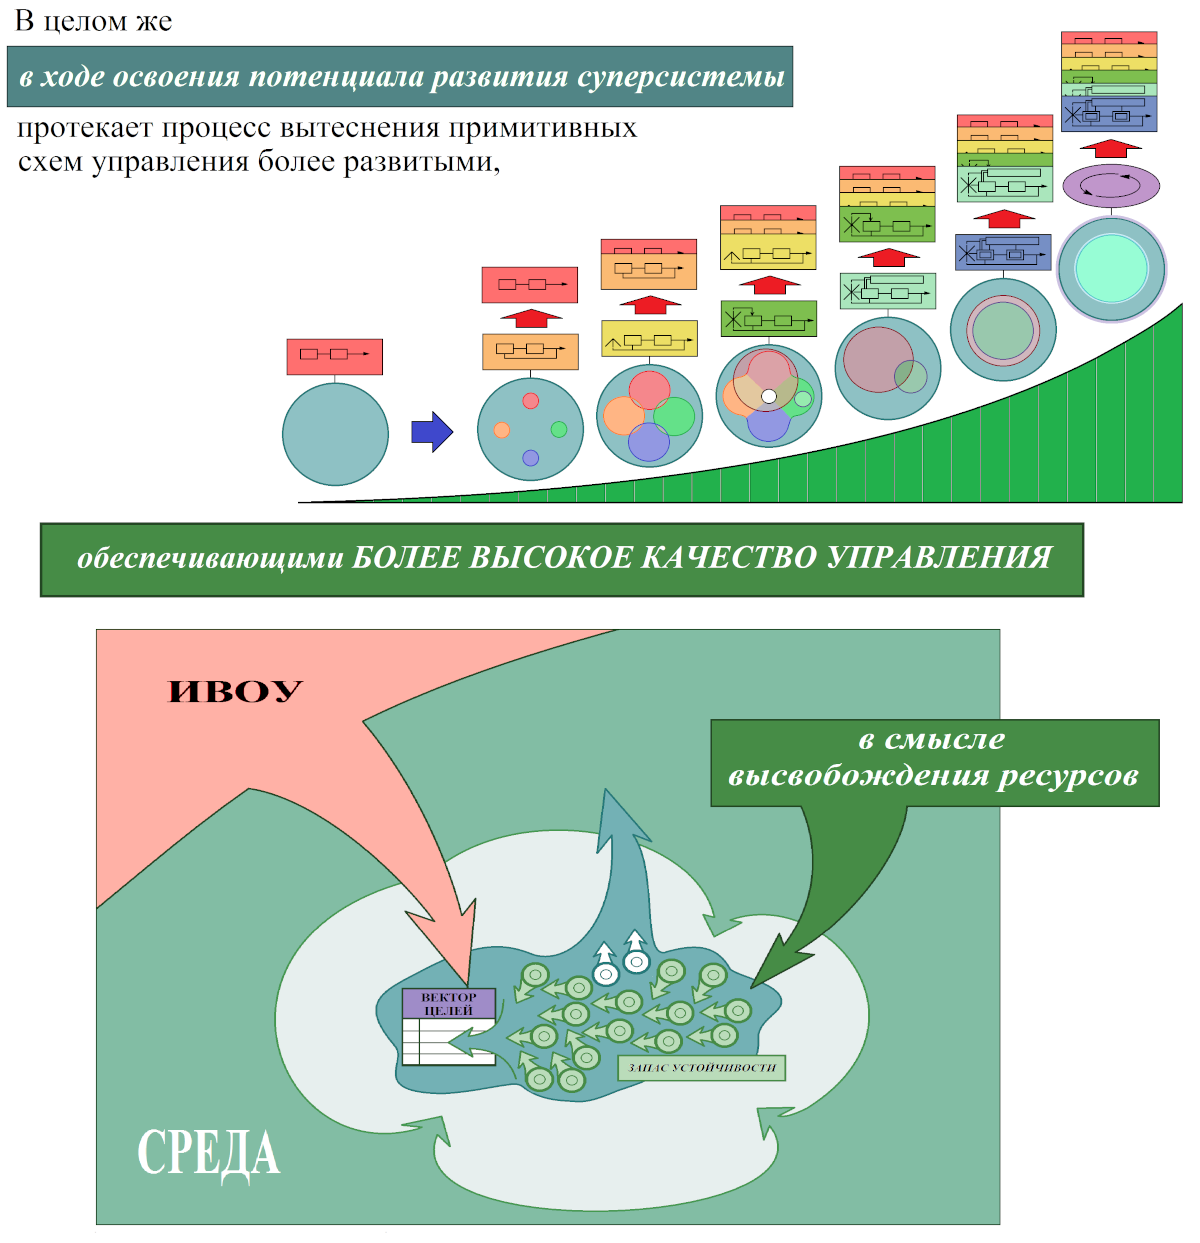 В целом же
в ходе освоения потенциала развития суперсистемы
протекает процесс вытеснения примитивных
схем управления более развитыми,
обеспечивающими БОЛЕЕ ВЫСОКОЕ КАЧЕСТВО УПРАВЛЕНИЯ
ИВОУ
в смысле
высвобождения ресурсов
ВЕКТОР
ЦЕЛЕЙ
ЗАПАС УСТОЙЧИВОСТИ
СРЕДА